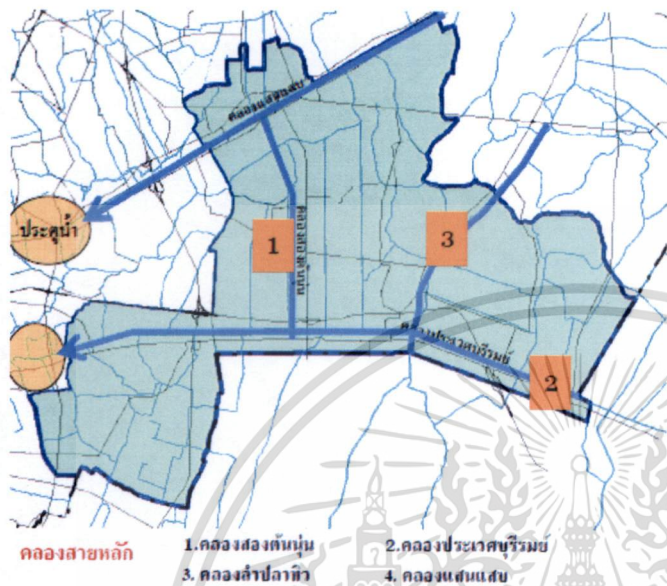 คลองแสนแสบ
ประตูน้ำ
1
คลองสองต้นนุ่น
3
คลองประเวศบุรีรมย์
2
คลองสายหลัก
1.คลองสองต้นนุ่น 2.คลองประเวศบุรีรมย์
3. คลองลำปลาทิว 4. คลองแสนแสบ